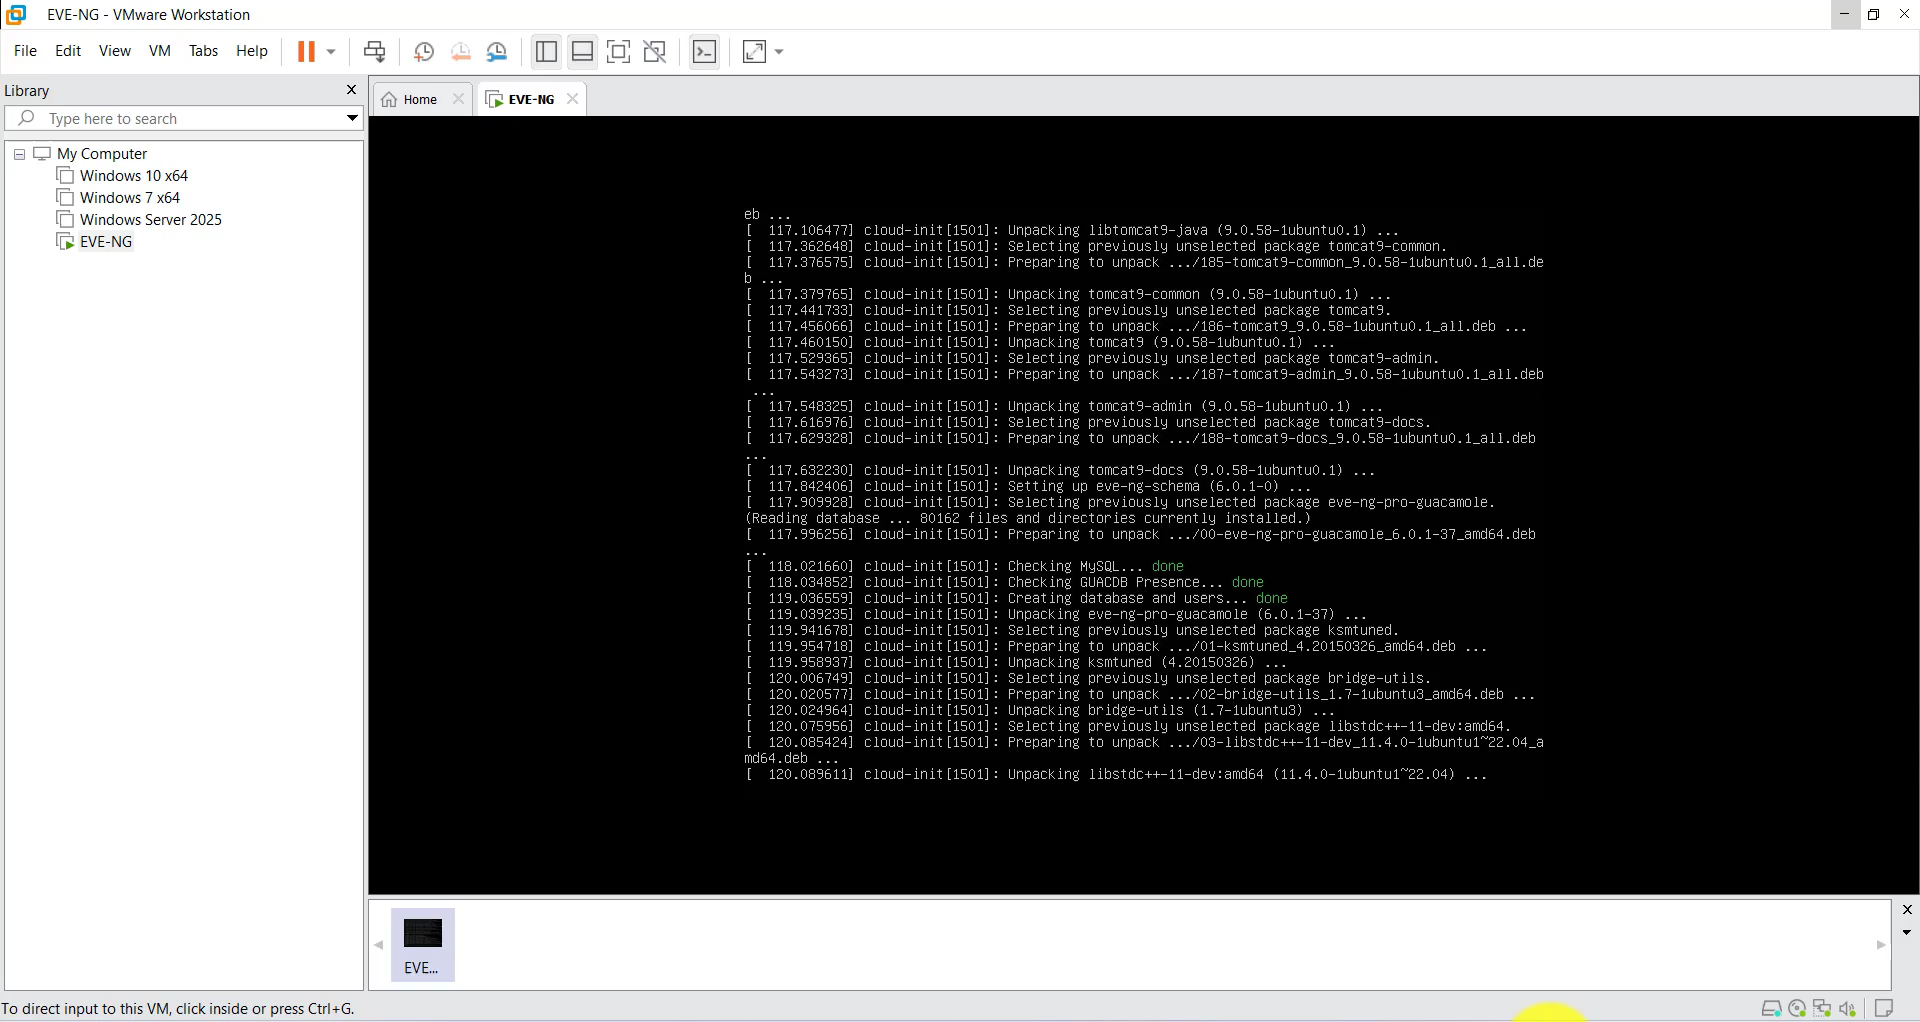 EVE-NG - VMware Workstation
File Edit View VM Tabs Help
Library
Type here to search
My Computer
Windows 10 x64
Windows 7 x64
Windows Server 2025
EVE-NG
Home
EVE-NG
eb ...
[  117.106477] cloud-init[1501]: Unpacking libtomcat9-java (9.0.58-1ubuntu0.1) ...
[  117.362648] cloud-init[1501]: Selecting previously unselected package tomcat9-common.
[  117.376575] cloud-init[1501]: Preparing to unpack .../185-tomcat9-common_9.0.58-1ubuntu0.1_all.de
b ...
[  117.379765] cloud-init[1501]: Unpacking tomcat9-common (9.0.58-1ubuntu0.1) ...
[  117.441733] cloud-init[1501]: Selecting previously unselected package tomcat9.
[  117.456066] cloud-init[1501]: Preparing to unpack .../186-tomcat9_9.0.58-1ubuntu0.1_all.deb ...
[  117.460150] cloud-init[1501]: Unpacking tomcat9 (9.0.58-1ubuntu0.1) ...
[  117.529365] cloud-init[1501]: Selecting previously unselected package tomcat9-admin.
[  117.543273] cloud-init[1501]: Preparing to unpack .../187-tomcat9-admin_9.0.58-1ubuntu0.1_all.deb
...
[  117.548325] cloud-init[1501]: Unpacking tomcat9-admin (9.0.58-1ubuntu0.1) ...
[  117.616976] cloud-init[1501]: Selecting previously unselected package tomcat9-docs.
[  117.629328] cloud-init[1501]: Preparing to unpack .../188-tomcat9-docs_9.0.58-1ubuntu0.1_all.deb
...
[  117.632230] cloud-init[1501]: Unpacking tomcat9-docs (9.0.58-1ubuntu0.1) ...
[  117.842406] cloud-init[1501]: Setting up eve-ng-schema (6.0.1-0) ...
[  117.909928] cloud-init[1501]: Selecting previously unselected package eve-ng-pro-guacamole.
(Reading database ... 80162 files and directories currently installed.)
[  117.996256] cloud-init[1501]: Preparing to unpack .../00-eve-ng-pro-guacamole_6.0.1-37_amd64.deb
...
[  118.021660] cloud-init[1501]: Checking MySQL... done
[  118.034852] cloud-init[1501]: Checking GUACDB Presence... done
[  119.036559] cloud-init[1501]: Creating database and users... done
[  119.039235] cloud-init[1501]: Unpacking eve-ng-pro-guacamole (6.0.1-37) ...
[  119.941678] cloud-init[1501]: Selecting previously unselected package ksmtuned.
[  119.954718] cloud-init[1501]: Preparing to unpack .../01-ksmtuned_4.20150326_amd64.deb ...
[  119.958937] cloud-init[1501]: Unpacking ksmtuned (4.20150326) ...
[  120.006749] cloud-init[1501]: Selecting previously unselected package bridge-utils.
[  120.020577] cloud-init[1501]: Preparing to unpack .../02-bridge-utils_1.7-1ubuntu3_amd64.deb ...
[  120.024964] cloud-init[1501]: Unpacking bridge-utils (1.7-1ubuntu3) ...
[  120.075956] cloud-init[1501]: Selecting previously unselected package libstdc++-11-dev:amd64.
[  120.085424] cloud-init[1501]: Preparing to unpack .../03-libstdc++-11-dev_11.4.0-1ubuntu1~22.04_a
md64.deb ...
[  120.089611] cloud-init[1501]: Unpacking libstdc++-11-dev:amd64 (11.4.0-1ubuntu1~22.04) ...
EVE...
To direct input to this VM, click inside or press Ctrl+G.